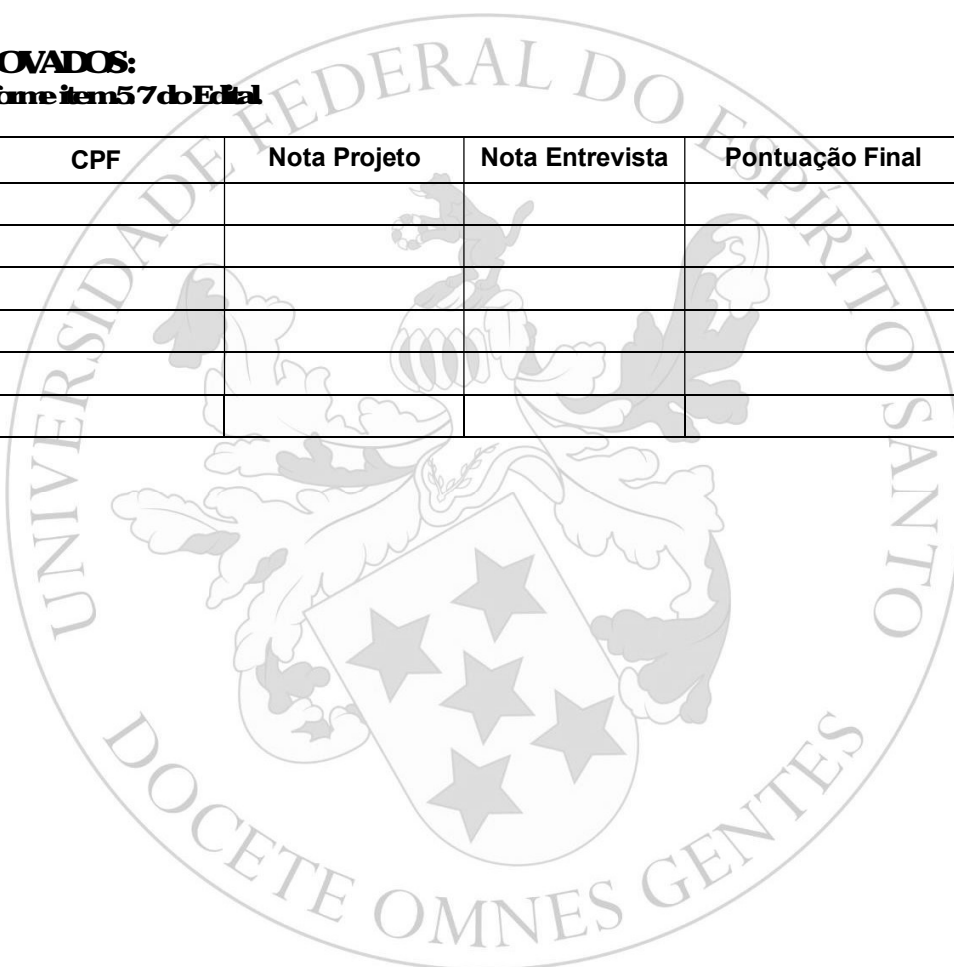 OVADOS:
forme item 5.7 do Edital.
CPF Nota Projeto Nota Entrevista Pontuação Final
UNIVERSIDADE FEDERAL DO ESPÍRITO SANTO
DOCETE OMNES GENTES